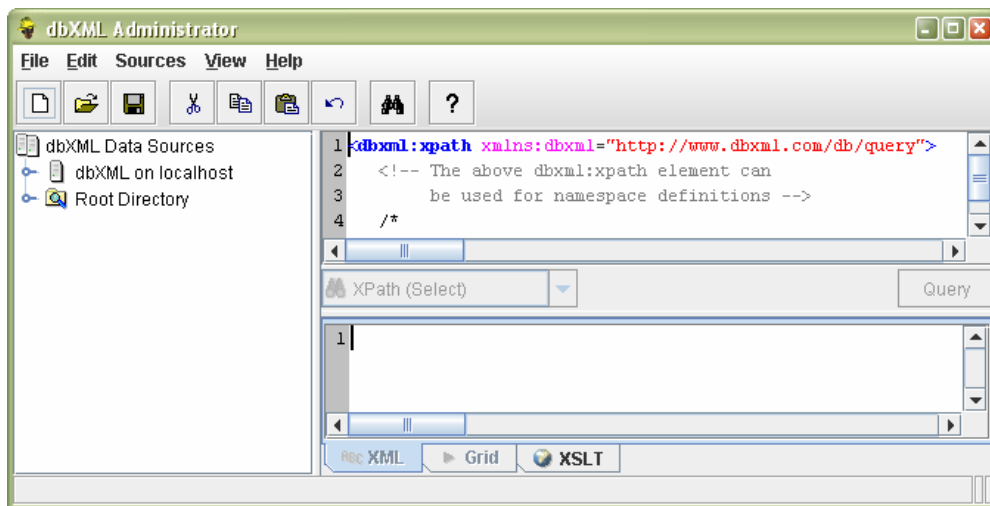 dbXML Administrator
File Edit Sources View Help
?
dbXML Data Sources
dbXML on localhost
Root Directory
1 <dbxml:xpath xmlns:dbxml="http://www.dbxml.com/db/query">
2 <!-- The above dbxml:xpath element can
3 be used for namespace definitions -->
4 /*
XPath (Select)
Query
1
ABC XML
Grid
XSLT